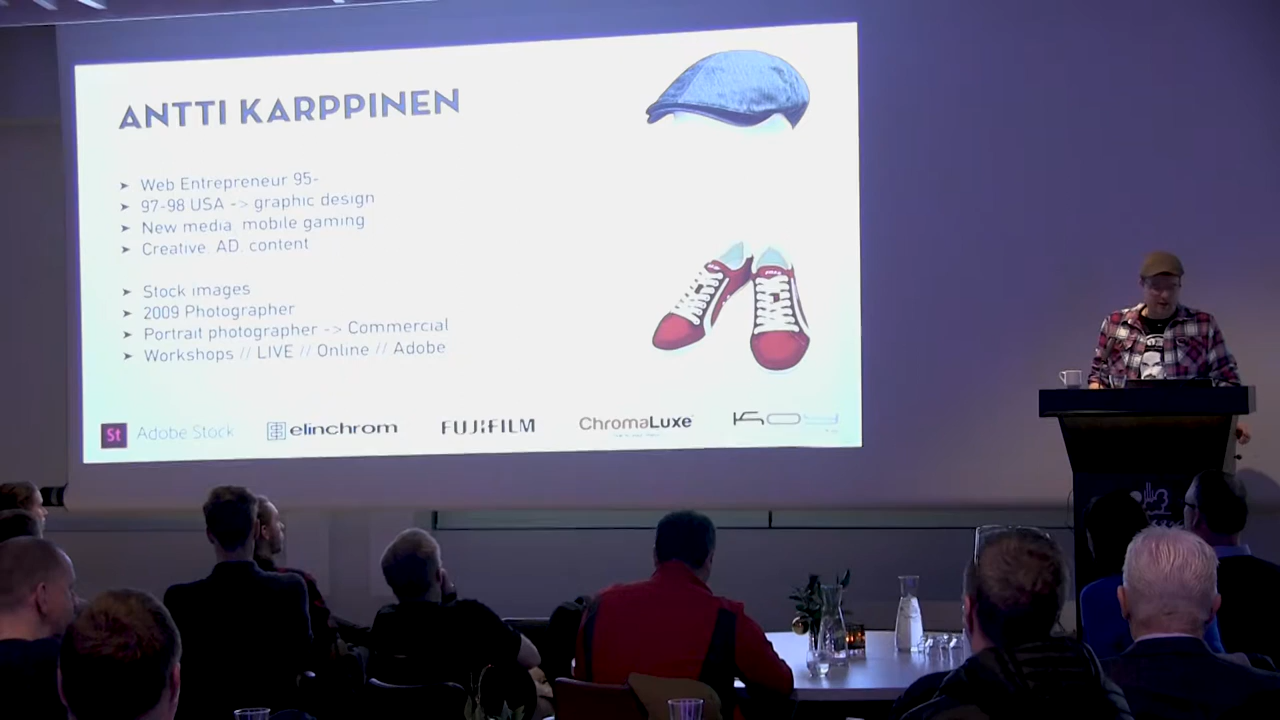 ANTTI KARPPINEN
Web Entrepreneur 95-
97-98 USA -> graphic design
New media, mobile gaming
Creative, AD, content
Stock images
2009 Photographer
Portrait photographer -> Commercial
Workshops // LIVE // Online // Adobe
St Adobe Stock
elinchrom
FUJIFILM
ChromaLuxe